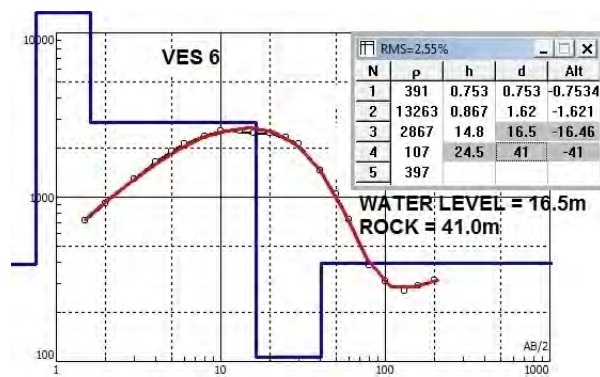 10000
VES 6
RMS=2.55%
N ρ h d Alt
1 391 0.753 0.753 -0.7534
2 13263 0.867 1.62 -1.621
3 2867 14.8 16.5 -16.46
4 107 24.5 41 -41
5 397
1000
WATER LEVEL = 16.5m
ROCK = 41.0m
100
AB/2
1 10 100 1000